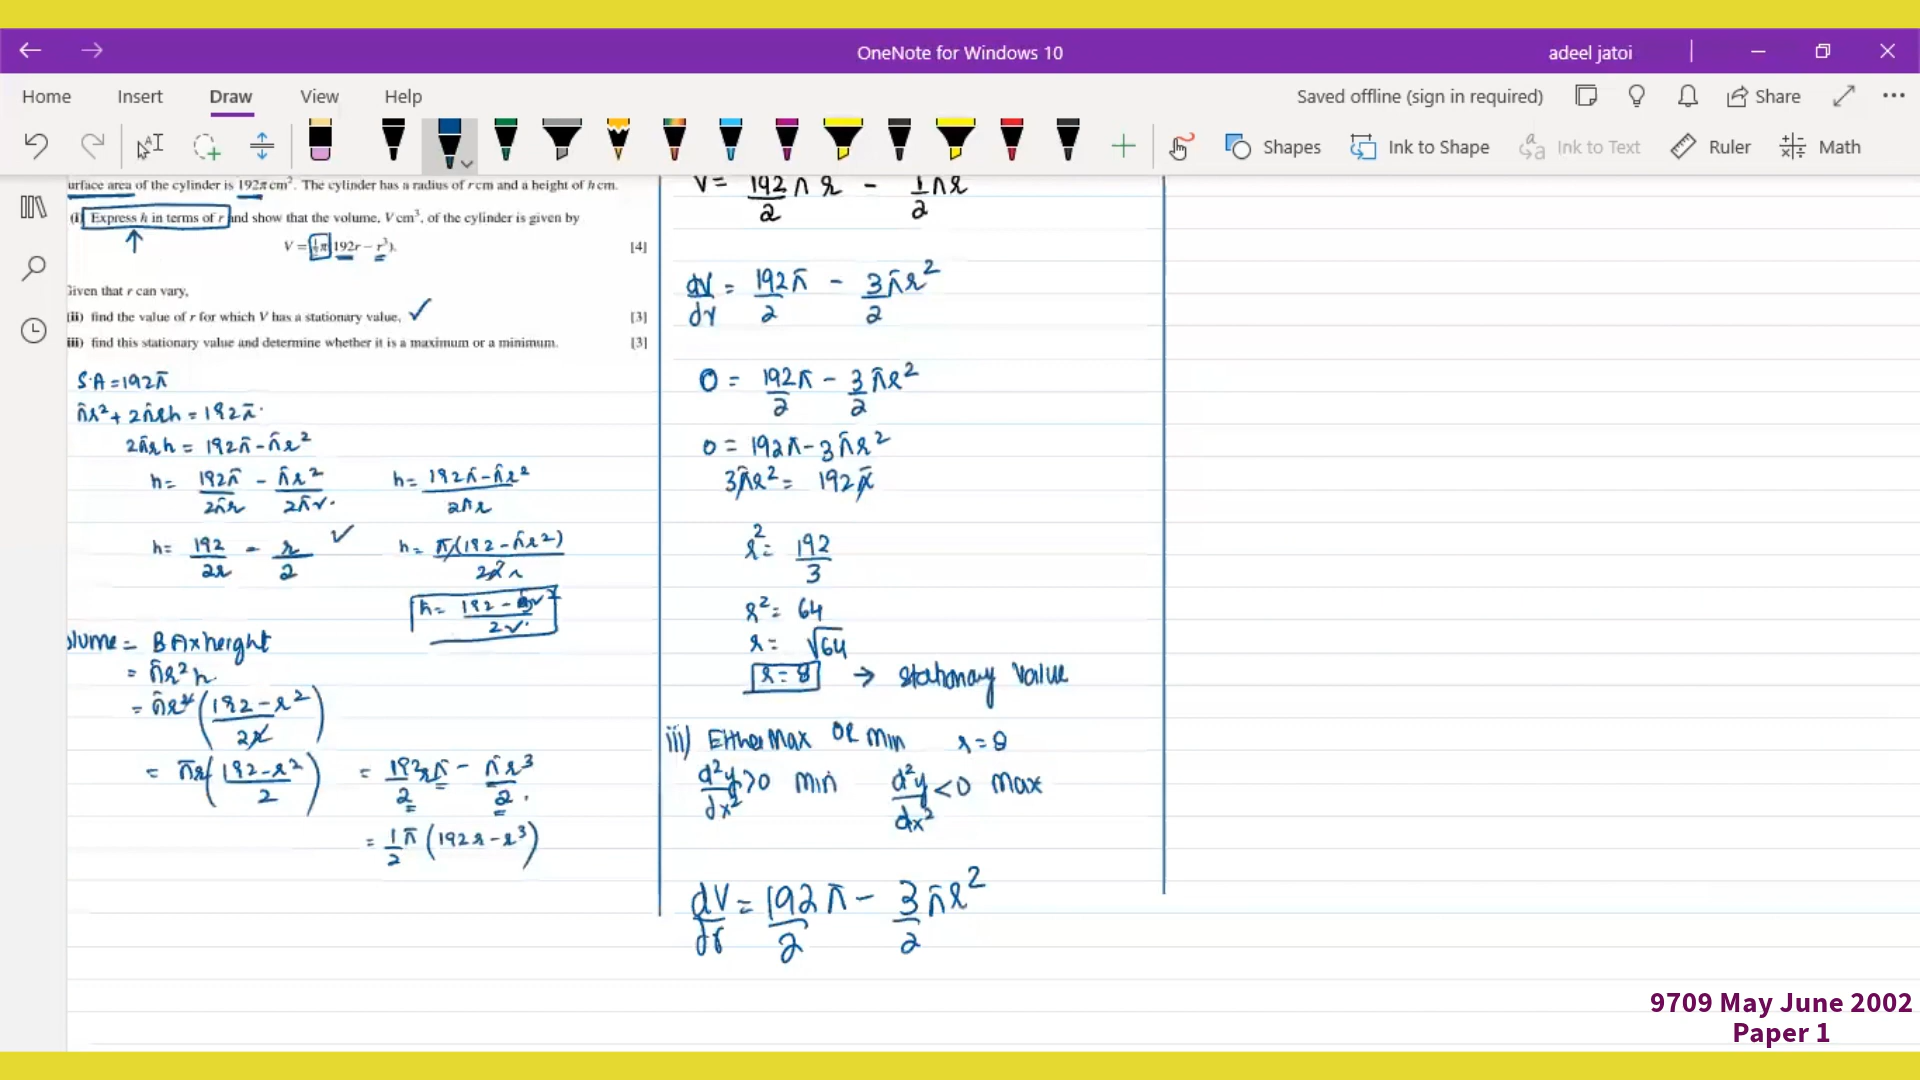 OneNote for Windows 10
adeel jatoi
Home Insert Draw View Help
Saved offline (sign in required)
Share
Shapes
Ink to Shape
Ink to Text
Ruler
Math
urface area of the cylinder is 192π cm². The cylinder has a radius of r cm and a height of h cm.
(i) Express h in terms of r and show that the volume, V cm³, of the cylinder is given by
V = ½π(192r − r³). [4]
Given that r can vary,
(ii) find the value of r for which V has a stationary value, ✓ [3]
iii) find this stationary value and determine whether it is a maximum or a minimum. [3]
S.A = 192π
πr² + 2πrh = 192π
2πrh = 192π - πr²
h = 192π/2πr - πr²/2πr
h = 192/2r - r/2 ✓
h = 192π - πr²/2πr
h = π(192 - πr²)/2πr
h = 192 - r²/2r
olume = BA x height
= πr²h
= πr² (192 - r²/2r)
= πr (192 - r²/2)
= 192rπ/2 - πr³/2
= 1/2 π (192r - r³)
V = 192/2 πr - 1/2 πr
dV/dr = 192π/2 - 3πr²/2
0 = 192π/2 - 3/2 πr²
0 = 192π - 3πr²
3πr² = 192π
r² = 192/3
r² = 64
r = √64
r = 8 → stationary value
iii) Either Max OR Min r = 8
d²y/dx² > 0 Min d²y/dx² < 0 Max
dV/dr = 192/2 π - 3/2 πr²
9709 May June 2002
Paper 1